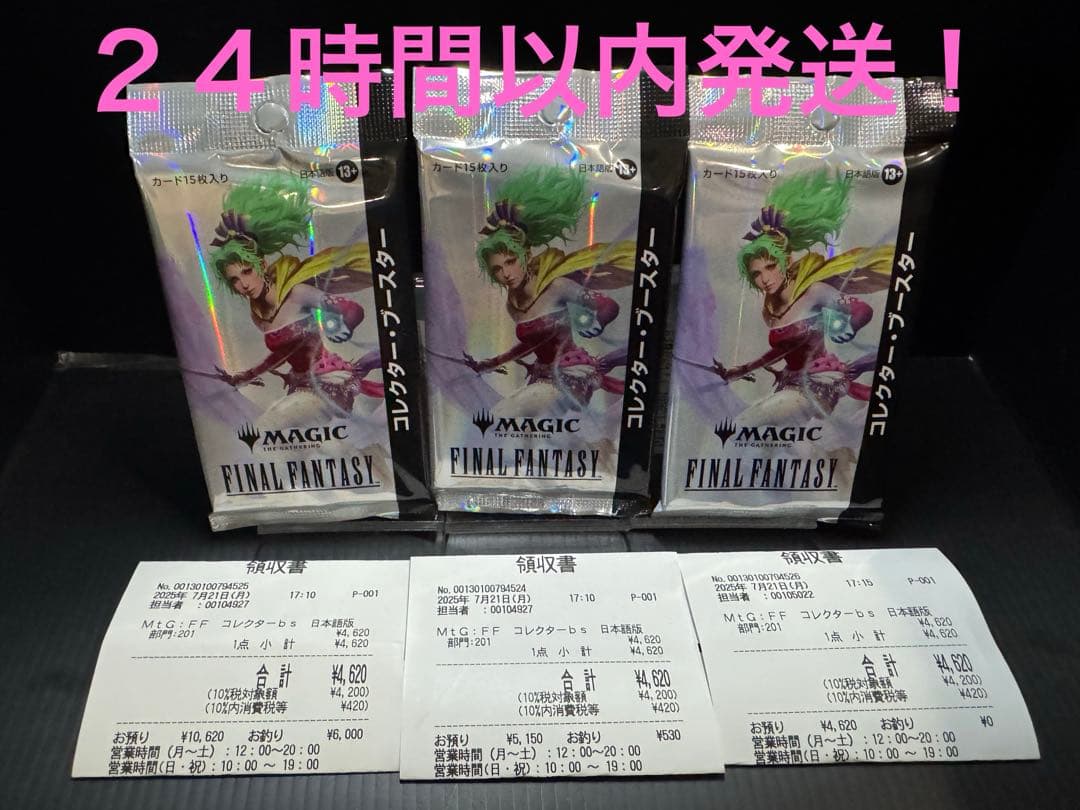 ２４時間以内発送！
カード15枚入り
日本語版 13+
コレクター・ブースター
MAGIC
THE GATHERING
FINAL FANTASY
カード15枚入り
日本語版 13+
コレクター・ブースター
MAGIC
THE GATHERING
FINAL FANTASY
カード15枚入り
日本語版 13+
コレクター・ブースター
MAGIC
THE GATHERING
FINAL FANTASY
領収書
No. 00130100794525
2025年 7月21日(月) 17:10 P-001
担当者 :00104927
MtG:FF コレクターbs 日本語版
部門:201 ¥4,620
1点 小 計 ¥4,620
合 計 ¥4,620
(10%税対象額 ¥4,200)
(10%内消費税等 ¥420)
お預り ¥10,620 お釣り ¥6,000
営業時間(月～土):12:00～20:00
営業時間(日・祝):10:00 ～ 19:00
領収書
No. 00130100794524
2025年 7月21日(月) 17:10 P-001
担当者 :00104927
MtG:FF コレクターbs 日本語版
部門:201 ¥4,620
1点 小 計 ¥4,620
合 計 ¥4,620
(10%税対象額 ¥4,200)
(10%内消費税等 ¥420)
お預り ¥5,150 お釣り ¥530
営業時間(月～土):12:00～20:00
営業時間(日・祝):10:00 ～ 19:00
領収書
No. 00130100794526
2025年 7月21日(月) 17:15 P-001
担当者 :00105022
MtG:FF コレクターbs 日本語版
部門:201 ¥4,620
1点 小 計 ¥4,620
合 計 ¥4,620
(10%税対象額 ¥4,200)
(10%内消費税等 ¥420)
お預り ¥4,620 お釣り ¥0
営業時間(月～土):12:00～20:00
営業時間(日・祝):10:00 ～ 19:00